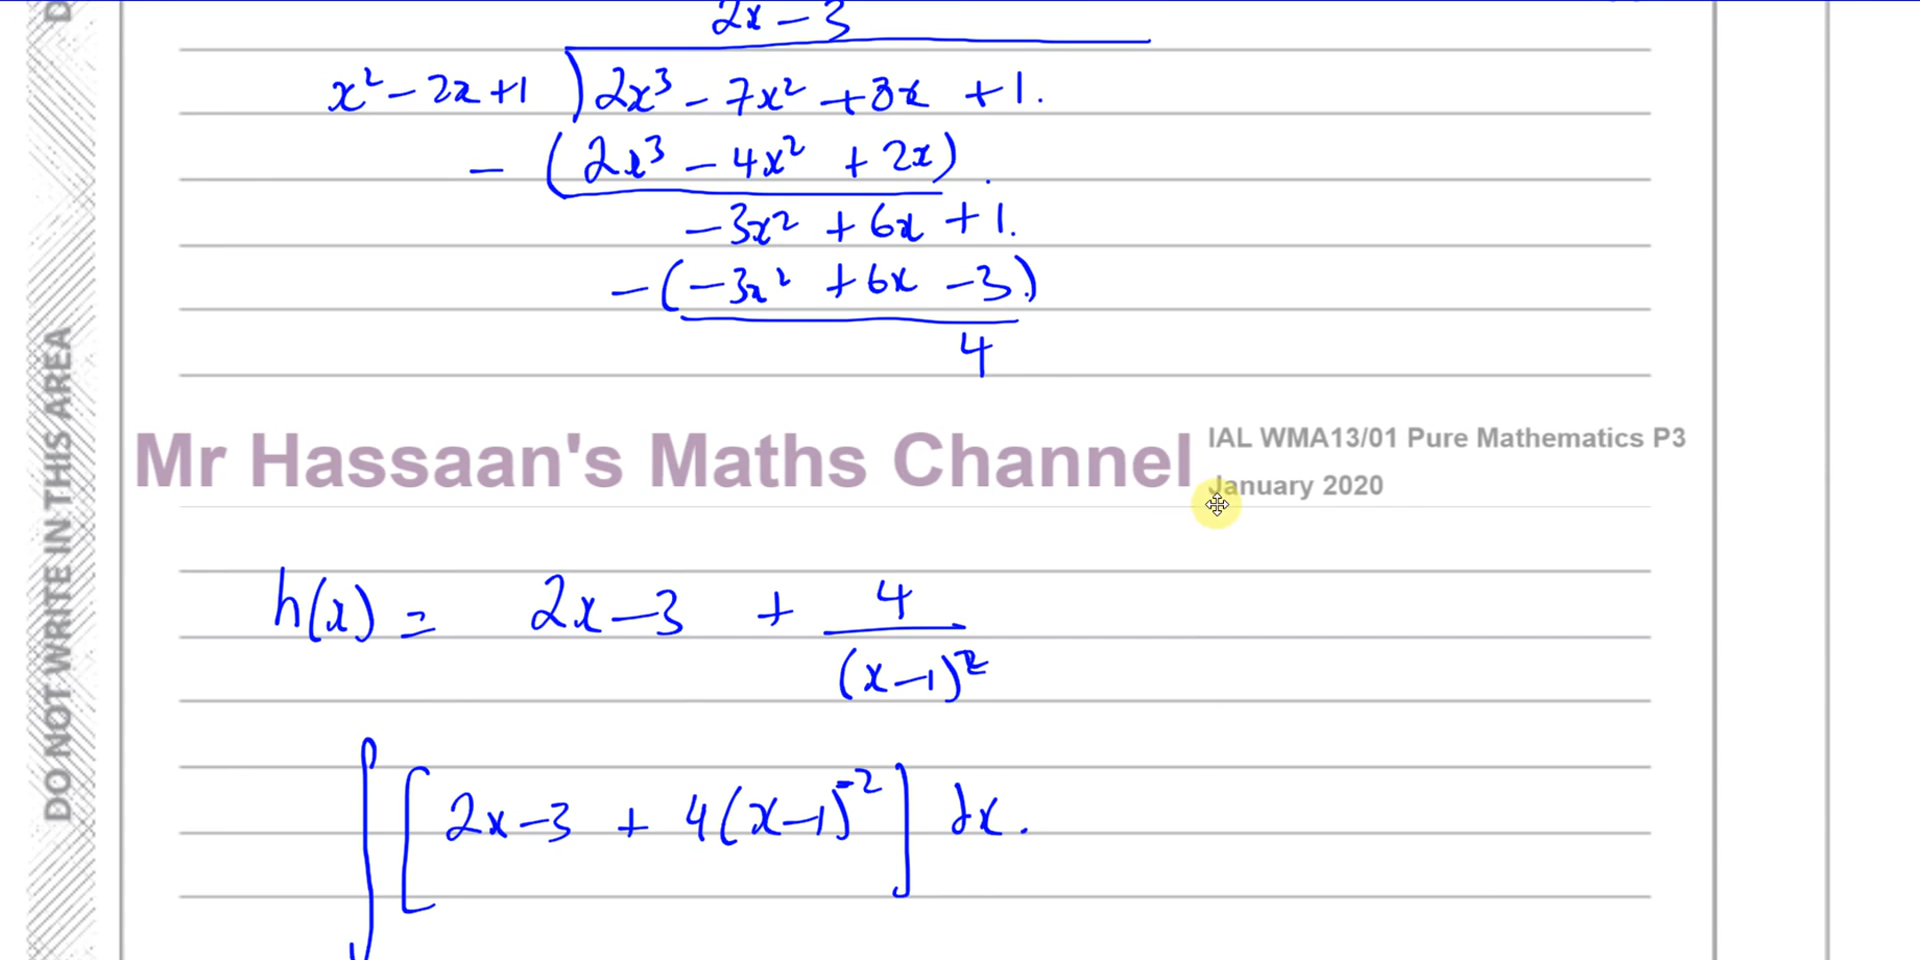 2x - 3
x² - 2x + 1 ) 2x³ - 7x² + 8x + 1.
- (2x³ - 4x² + 2x)
-3x² + 6x + 1.
- (-3x² + 6x - 3)
4
Mr Hassaan's Maths Channel
IAL WMA13/01 Pure Mathematics P3
January 2020
h(x) = 2x - 3 + 4/(x-1)²
∫ [2x - 3 + 4(x-1)⁻²] dx.
DO NOT WRITE IN THIS AREA
D